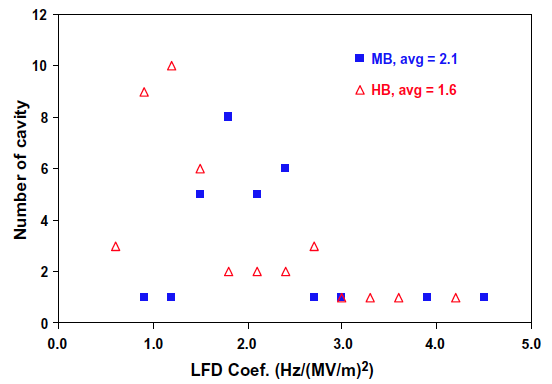 12
10
8
6
4
2
0
Number of cavity
MB, avg = 2.1
HB, avg = 1.6
0.0 1.0 2.0 3.0 4.0 5.0
LFD Coef. (Hz/(MV/m)²)